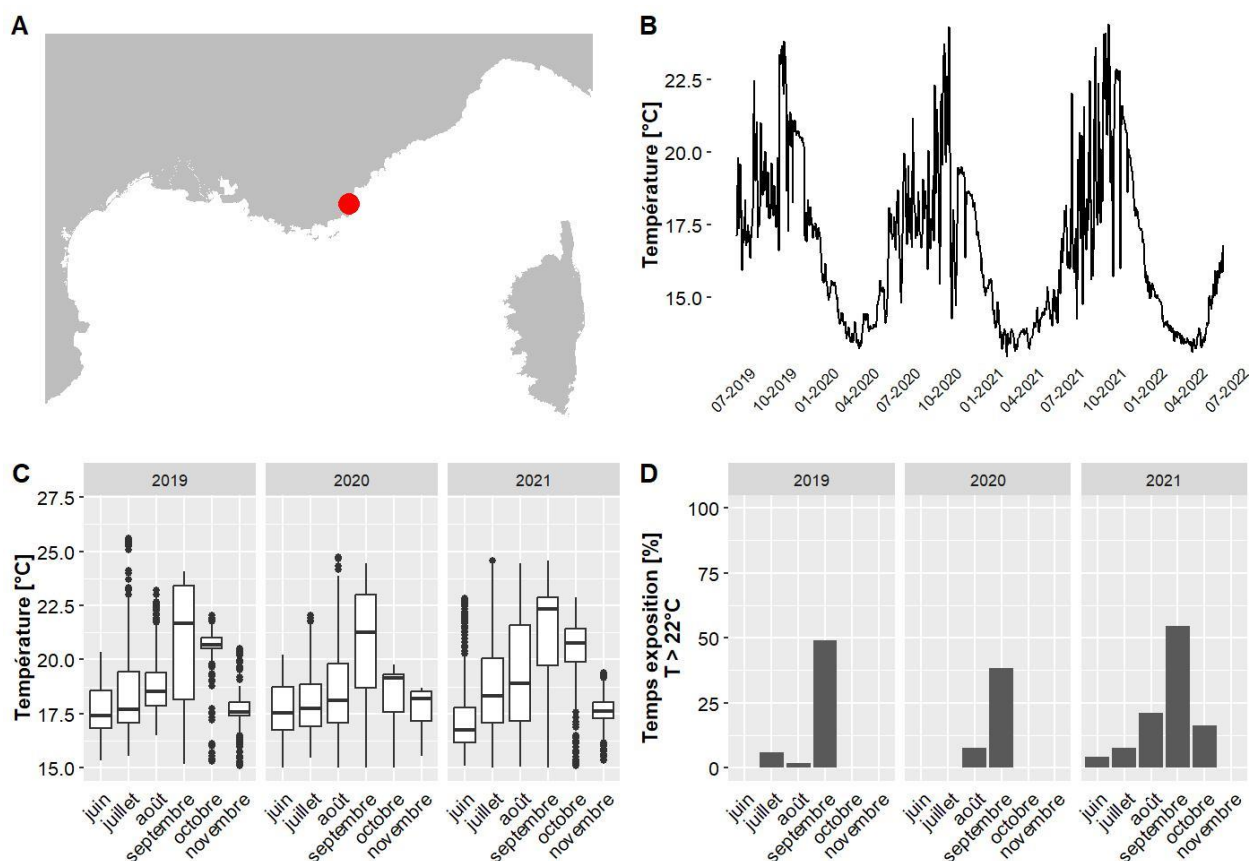 A
B
Température [°C]
22.5
20.0
17.5
15.0
07-2019
10-2019
01-2020
04-2020
07-2020
10-2020
01-2021
04-2021
07-2021
10-2021
01-2022
04-2022
07-2022
C
2019
2020
2021
Température [°C]
27.5
25.0
22.5
20.0
17.5
15.0
juin
juillet
août
septembre
octobre
novembre
juin
juillet
août
septembre
octobre
novembre
juin
juillet
août
septembre
octobre
novembre
D
2019
2020
2021
Temps exposition [%]
T > 22°C
100
75
50
25
0
juin
juillet
août
septembre
octobre
novembre
juin
juillet
août
septembre
octobre
novembre
juin
juillet
août
septembre
octobre
novembre